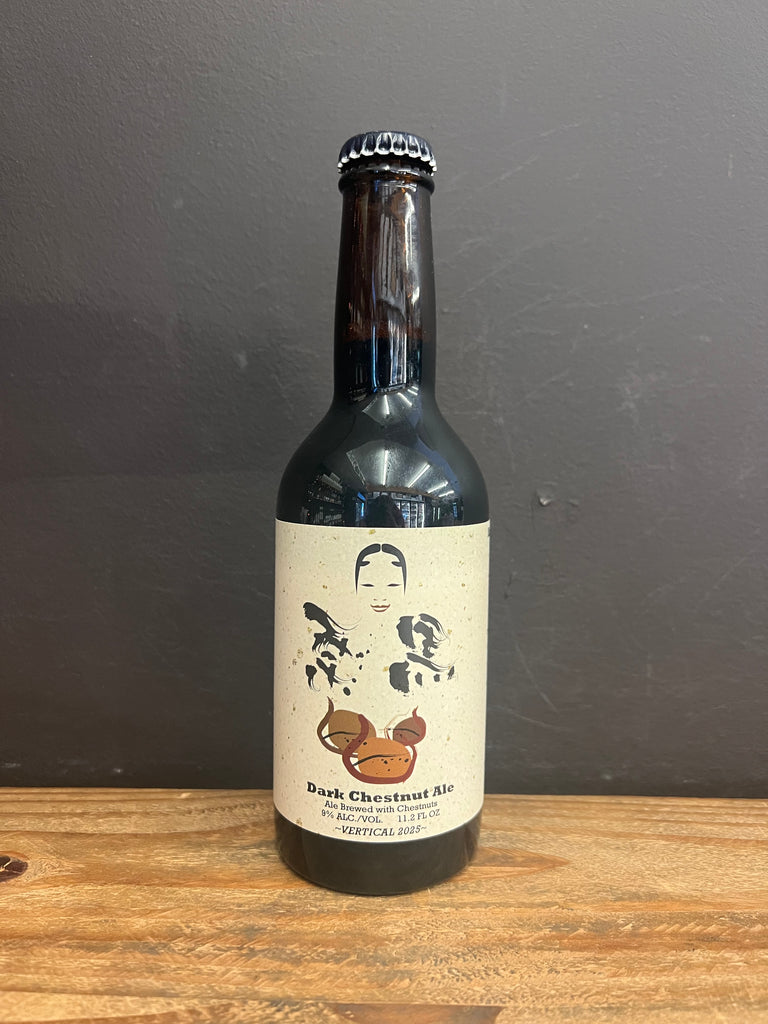 Dark Chestnut Ale
Ale Brewed with Chestnuts
9% ALC./VOL. 11.2 FL OZ
~VERTICAL 2025~